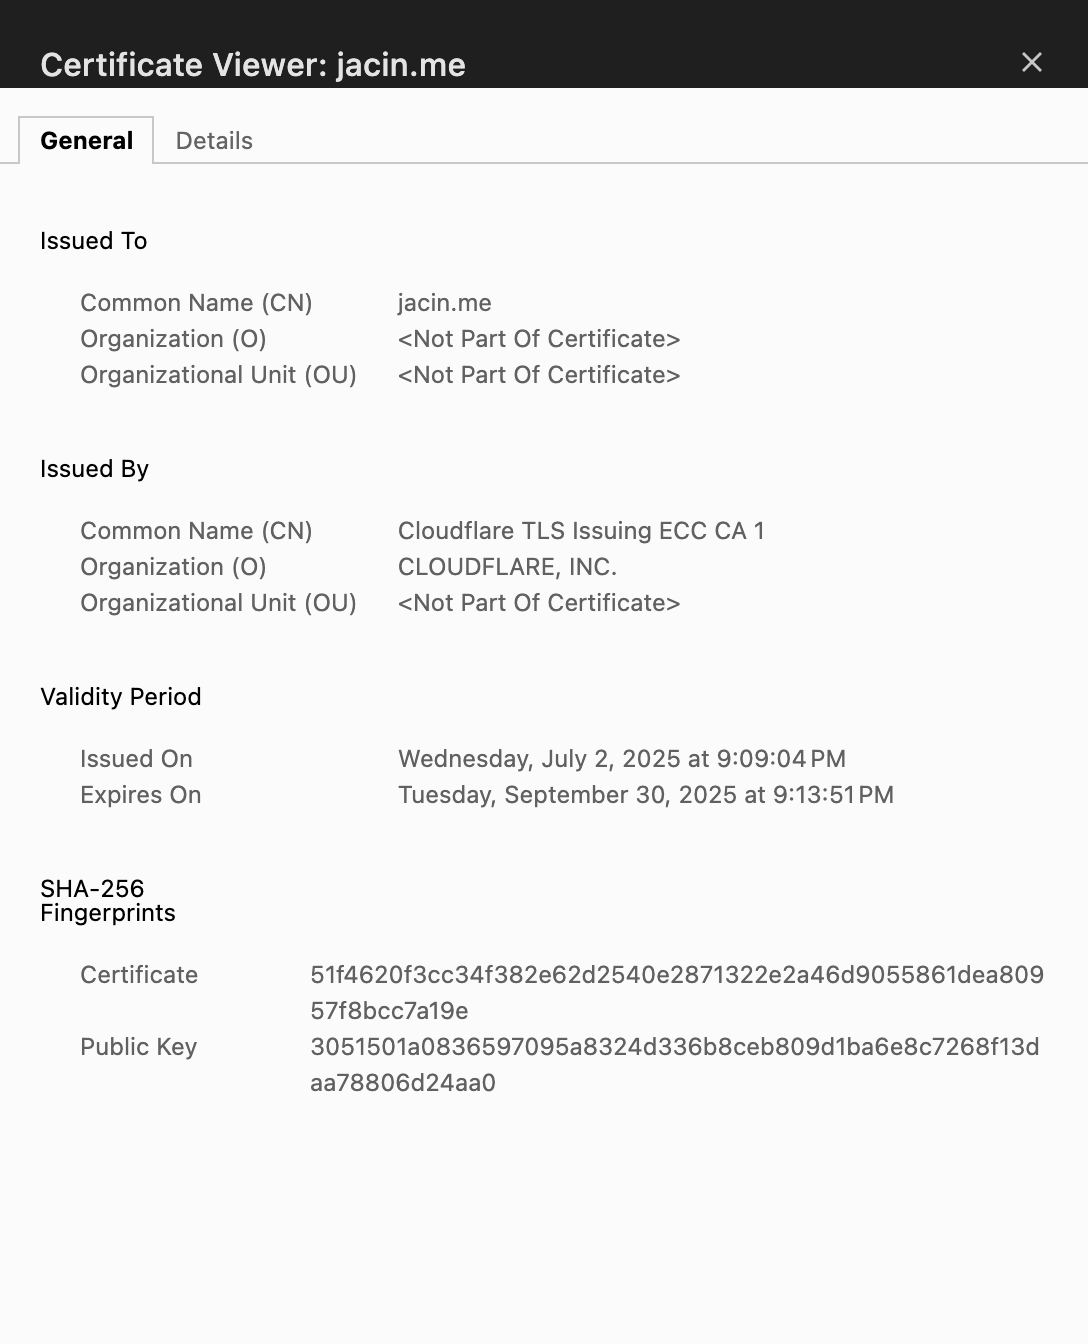 Certificate Viewer: jacin.me
General Details
Issued To
Common Name (CN) jacin.me
Organization (O) <Not Part Of Certificate>
Organizational Unit (OU) <Not Part Of Certificate>
Issued By
Common Name (CN) Cloudflare TLS Issuing ECC CA 1
Organization (O) CLOUDFLARE, INC.
Organizational Unit (OU) <Not Part Of Certificate>
Validity Period
Issued On Wednesday, July 2, 2025 at 9:09:04 PM
Expires On Tuesday, September 30, 2025 at 9:13:51 PM
SHA-256
Fingerprints
Certificate 51f4620f3cc34f382e62d2540e2871322e2a46d9055861dea809
57f8bcc7a19e
Public Key 3051501a0836597095a8324d336b8ceb809d1ba6e8c7268f13d
aa78806d24aa0